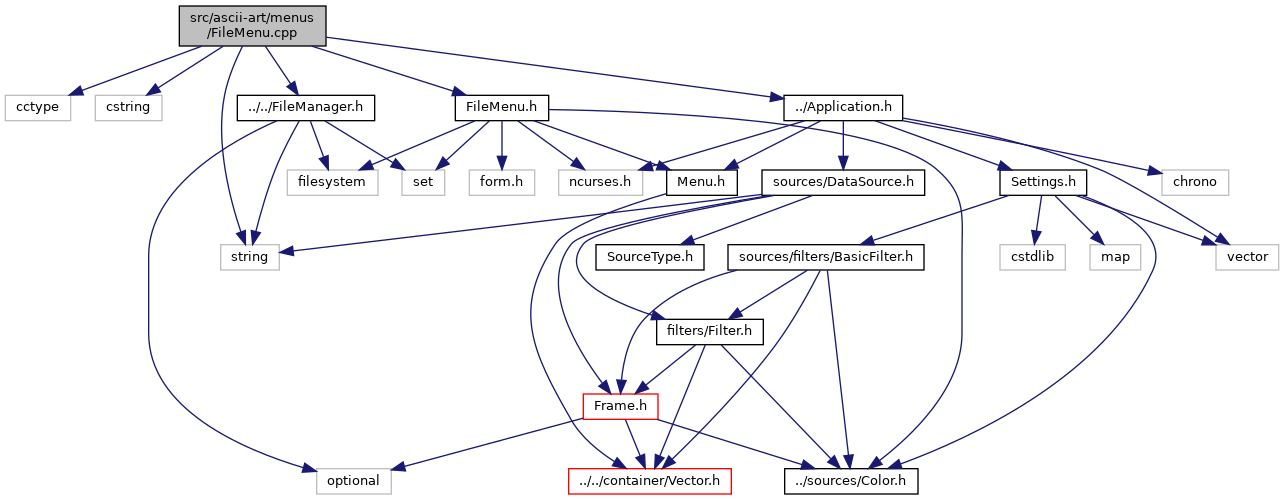 src/ascii-art/menus
/FileMenu.cpp
cctype
cstring
../../FileManager.h
FileMenu.h
../Application.h
filesystem
set
form.h
ncurses.h
Menu.h
sources/DataSource.h
Settings.h
chrono
string
SourceType.h
sources/filters/BasicFilter.h
cstdlib
map
vector
filters/Filter.h
Frame.h
optional
../../container/Vector.h
../sources/Color.h